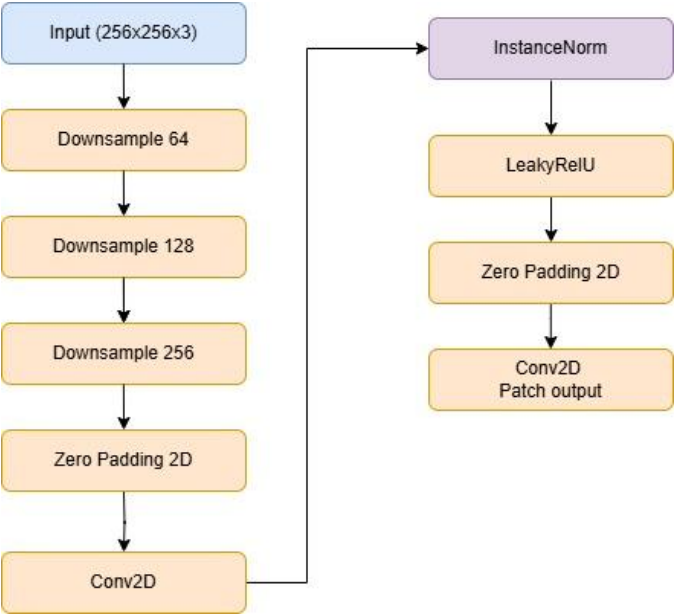 Input (256x256x3)
Downsample 64
Downsample 128
Downsample 256
Zero Padding 2D
Conv2D
InstanceNorm
LeakyRelU
Zero Padding 2D
Conv2D
Patch output